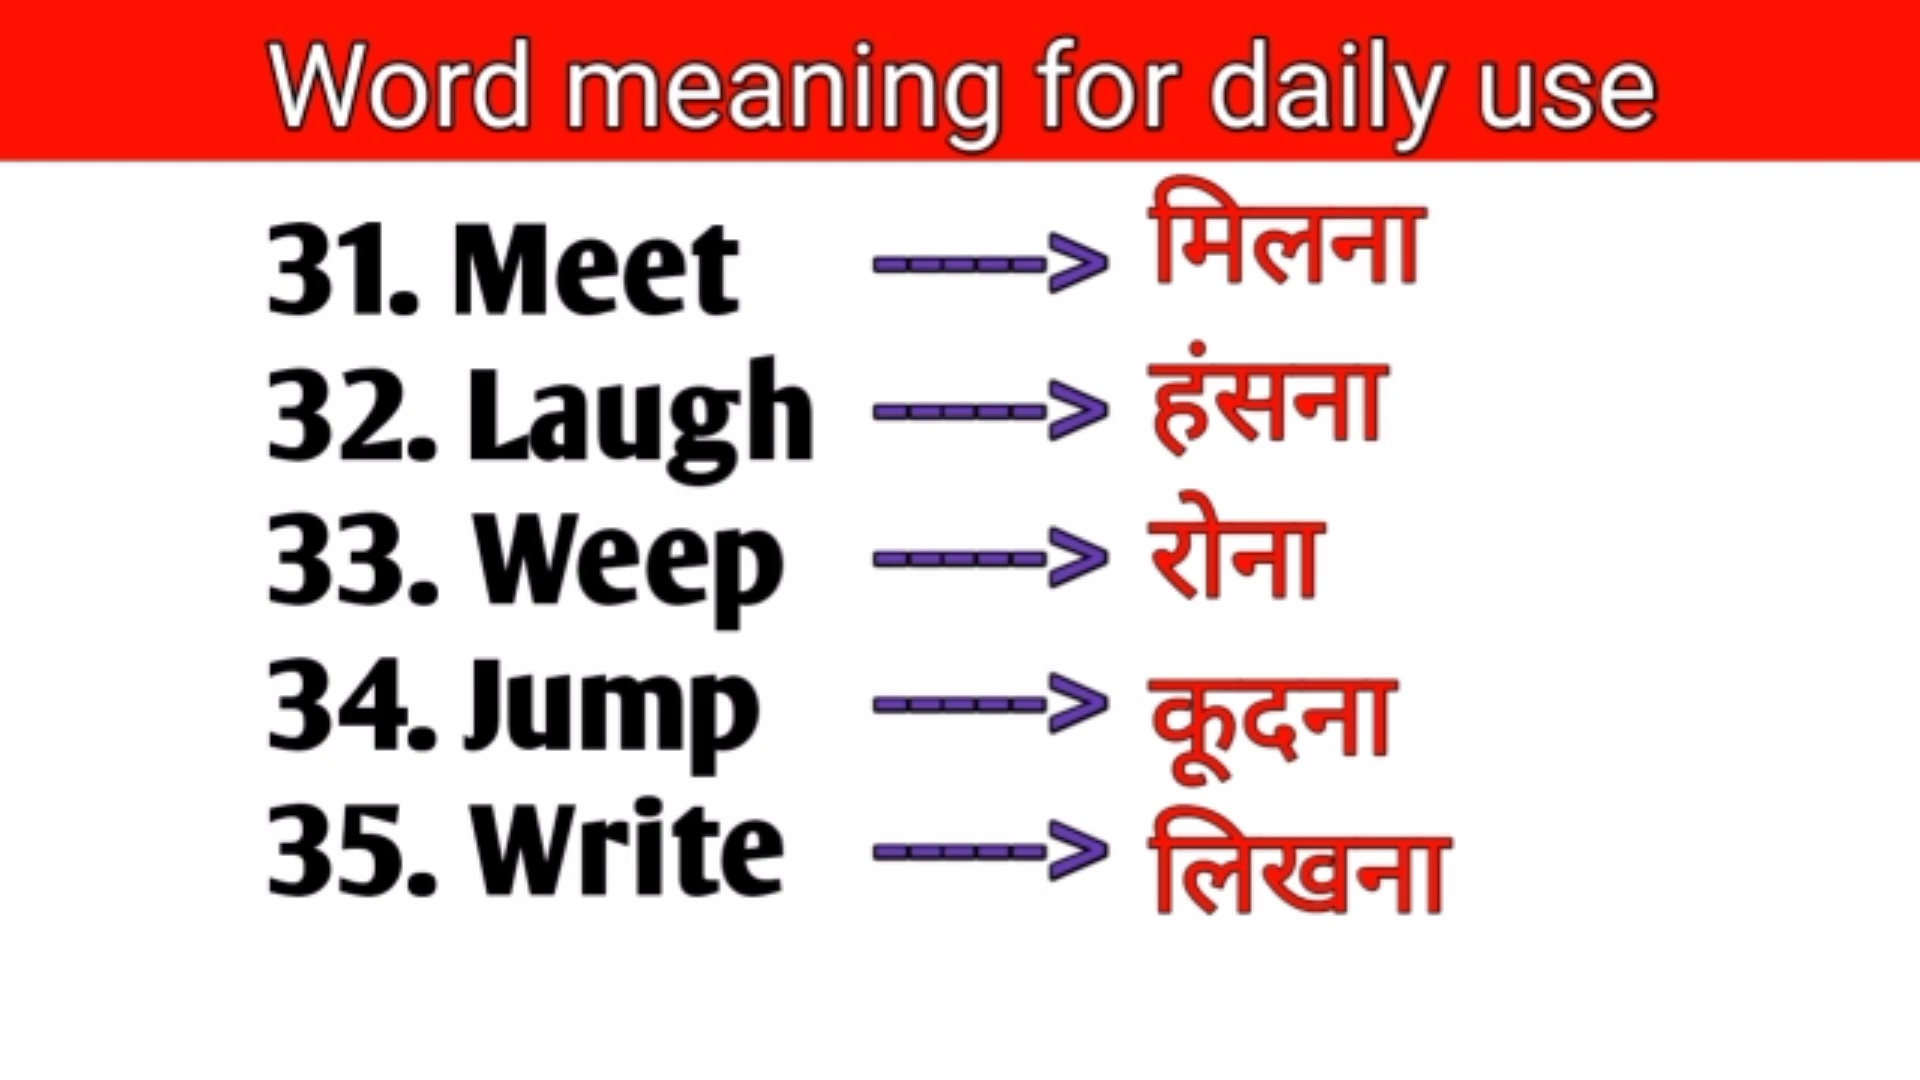 Word meaning for daily use
31. Meet -----> मिलना
32. Laugh -----> हंसना
33. Weep -----> रोना
34. Jump -----> कूदना
35. Write -----> लिखना